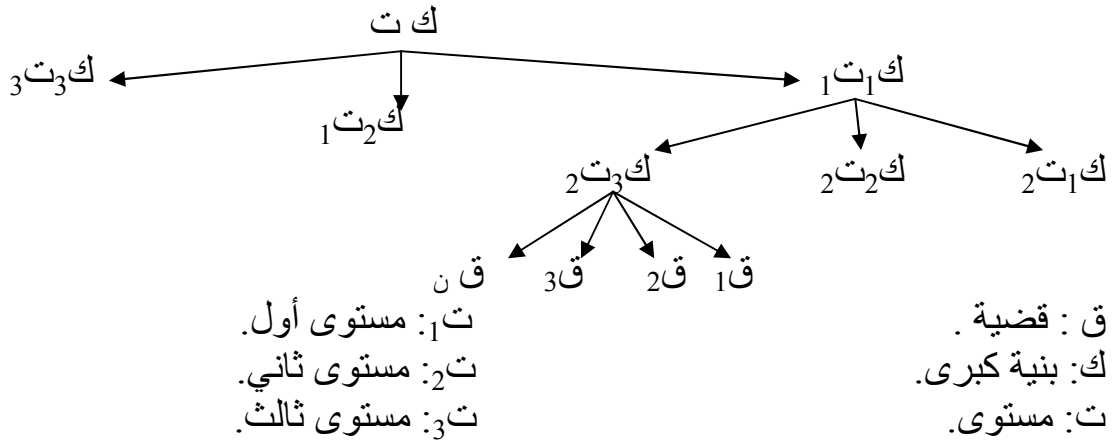 ك ت
ك₁ت₁ ك₃ت₃
ك₂ت₁
ك₁ت₂ ك₂ت₂ ك₃ت₂
ق₁ ق₂ ق₃ ق ن
ق : قضية . ت₁: مستوى أول.
ك: بنية كبرى. ت₂: مستوى ثاني.
ت: مستوى. ت₃: مستوى ثالث.